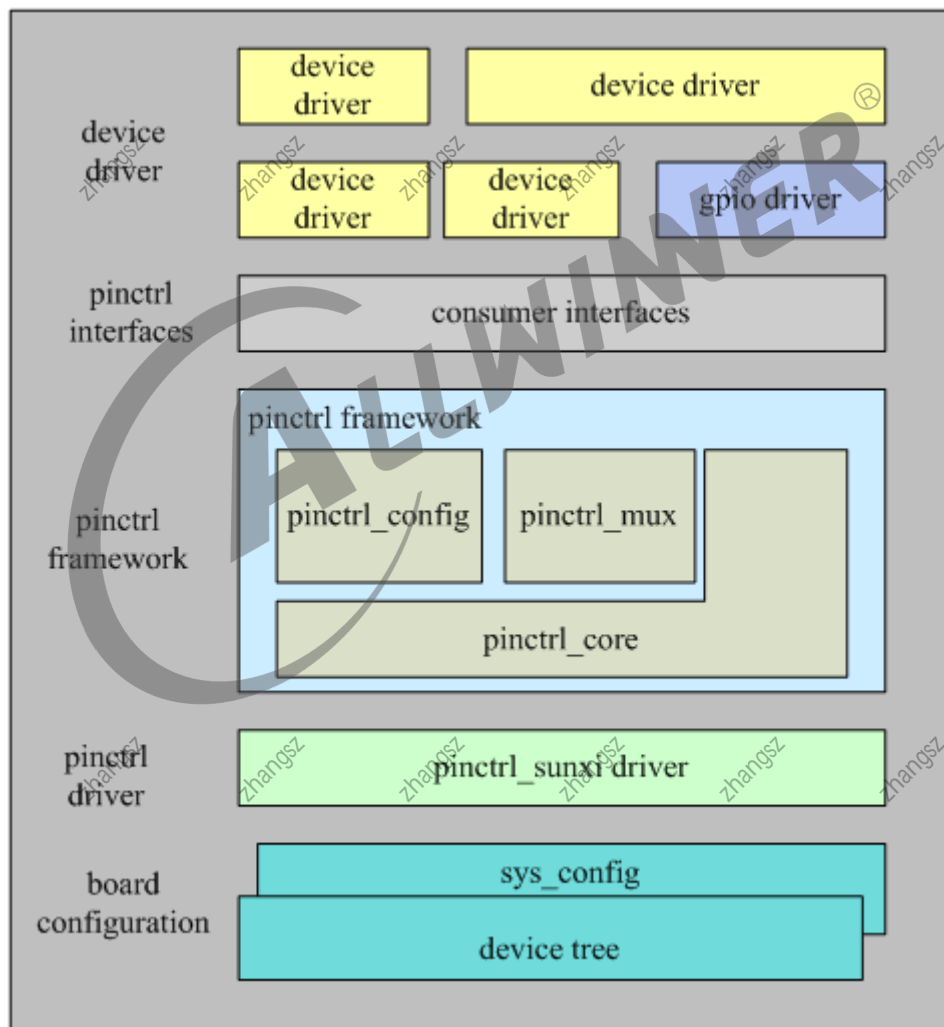 device
driver
device driver
device
driver
device
driver
device
driver
gpio driver
pinctrl
interfaces
consumer interfaces
pinctrl framework
pinctrl_config
pinctrl_mux
pinctrl
framework
pinctrl_core
pinctrl
driver
pinctrl_sunxi driver
board
configuration
sys_config
device tree
ALLWINNER®
zhangsz
zhangsz
zhangsz
zhangsz
zhangsz
zhangsz
zhangsz
zhangsz
zhangsz
zhangsz
zhangsz
zhangsz